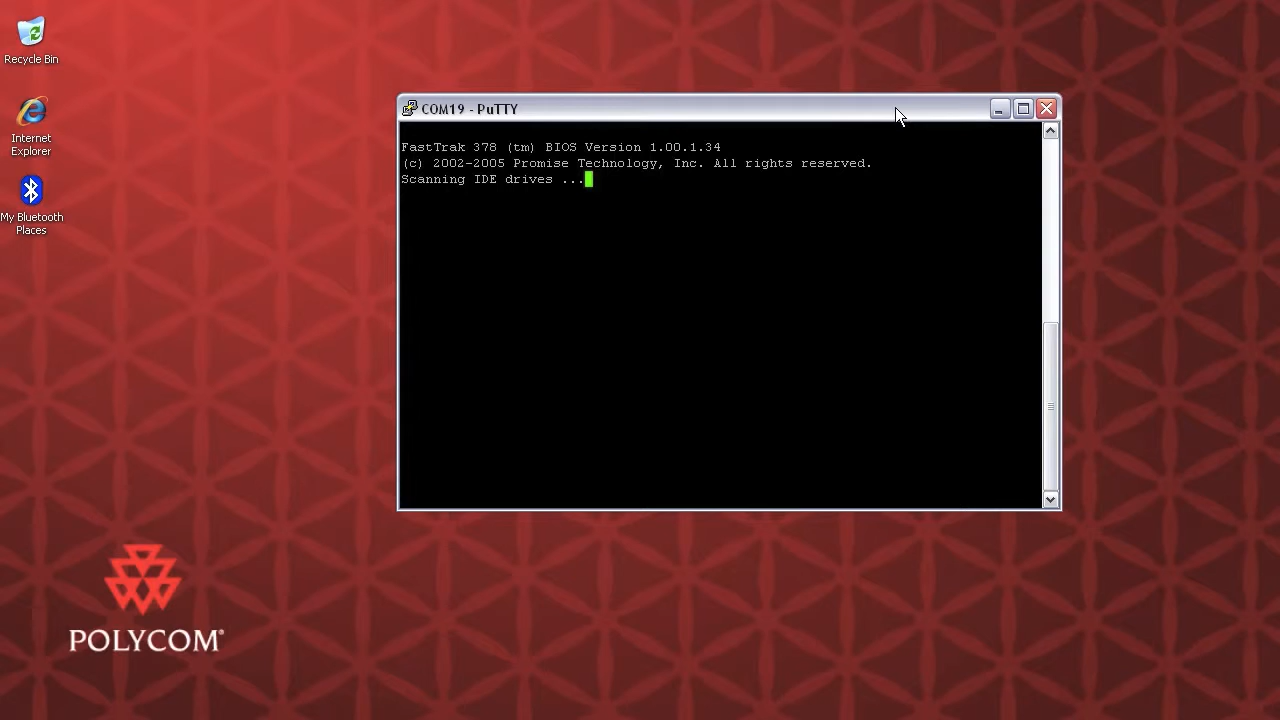 Recycle Bin
Internet
Explorer
My Bluetooth
Places
COM19 - PuTTY
FastTrak 378 (tm) BIOS Version 1.00.1.34
(c) 2002-2005 Promise Technology, Inc. All rights reserved.
Scanning IDE drives ...
POLYCOM®